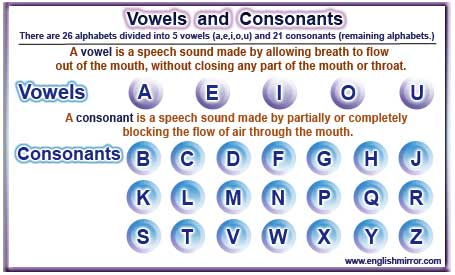 Vowels and Consonants
There are 26 alphabets divided into 5 vowels (a,e,i,o,u) and 21 consonants (remaining alphabets.)
A vowel is a speech sound made by allowing breath to flow
out of the mouth, without closing any part of the mouth or throat.
Vowels A E I O U
A consonant is a speech sound made by partially or completely
blocking the flow of air through the mouth.
Consonants B C D F G H J
K L M N P Q R
S T V W X Y Z
www.englishmirror.com